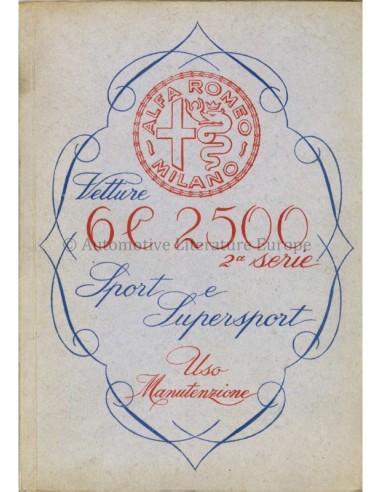 ALFA ROMEO
MILANO
Vetture
6C 2500
© Automotive Literature Europe
2a serie
Sport e
Supersport
Uso
Manutenzione